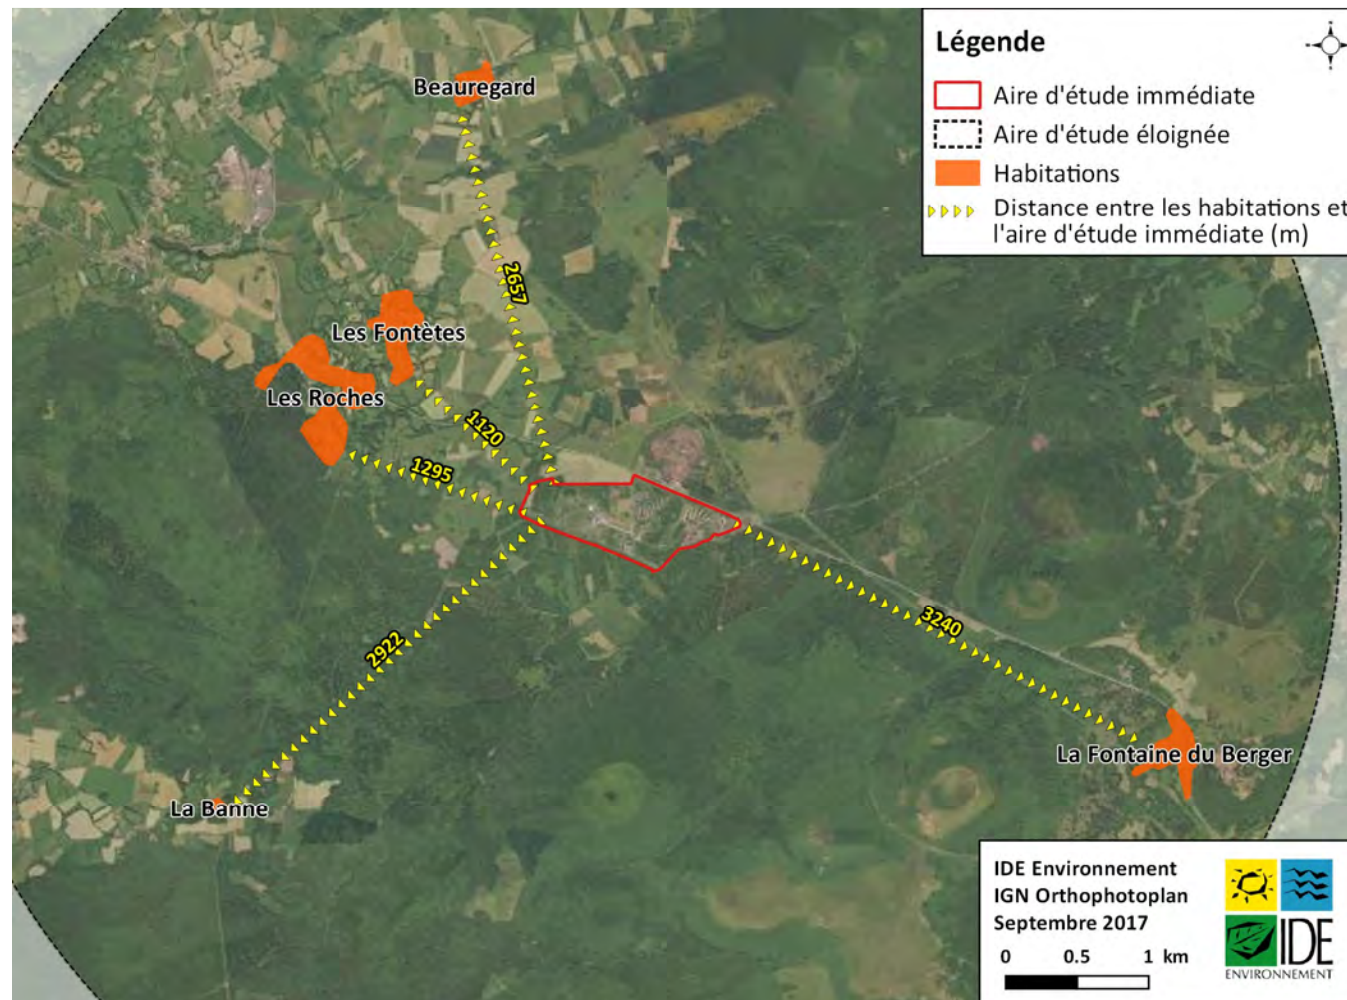 Légende
Aire d'étude immédiate
Aire d'étude éloignée
Habitations
Distance entre les habitations et
l'aire d'étude immédiate (m)
Beauregard
2657
Les Fontètes
Les Roches
1120
1295
2922
3240
La Fontaine du Berger
La Banne
IDE Environnement
IGN Orthophotoplan
Septembre 2017
0 0.5 1 km
IDE
ENVIRONNEMENT